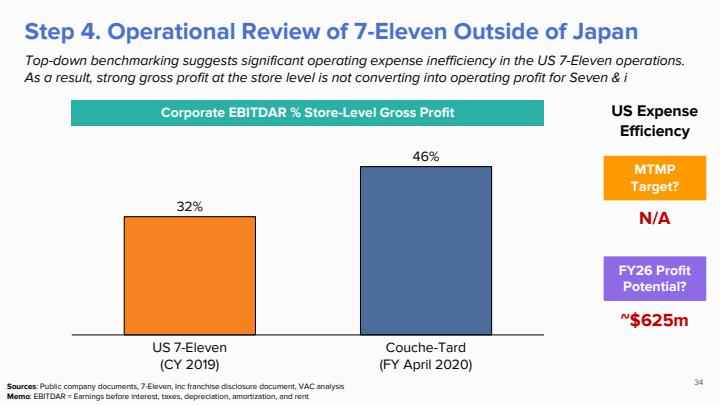 Step 4. Operational Review of 7-Eleven Outside of Japan
Top-down benchmarking suggests significant operating expense inefficiency in the US 7-Eleven operations.
As a result, strong gross profit at the store level is not converting into operating profit for Seven & i
Corporate EBITDAR % Store-Level Gross Profit
32%
46%
US 7-Eleven
(CY 2019)
Couche-Tard
(FY April 2020)
US Expense
Efficiency
MTMP
Target?
N/A
FY26 Profit
Potential?
~$625m
Sources: Public company documents, 7-Eleven, Inc franchise disclosure document, VAC analysis
Memo: EBITDAR = Earnings before interest, taxes, depreciation, amortization, and rent
34